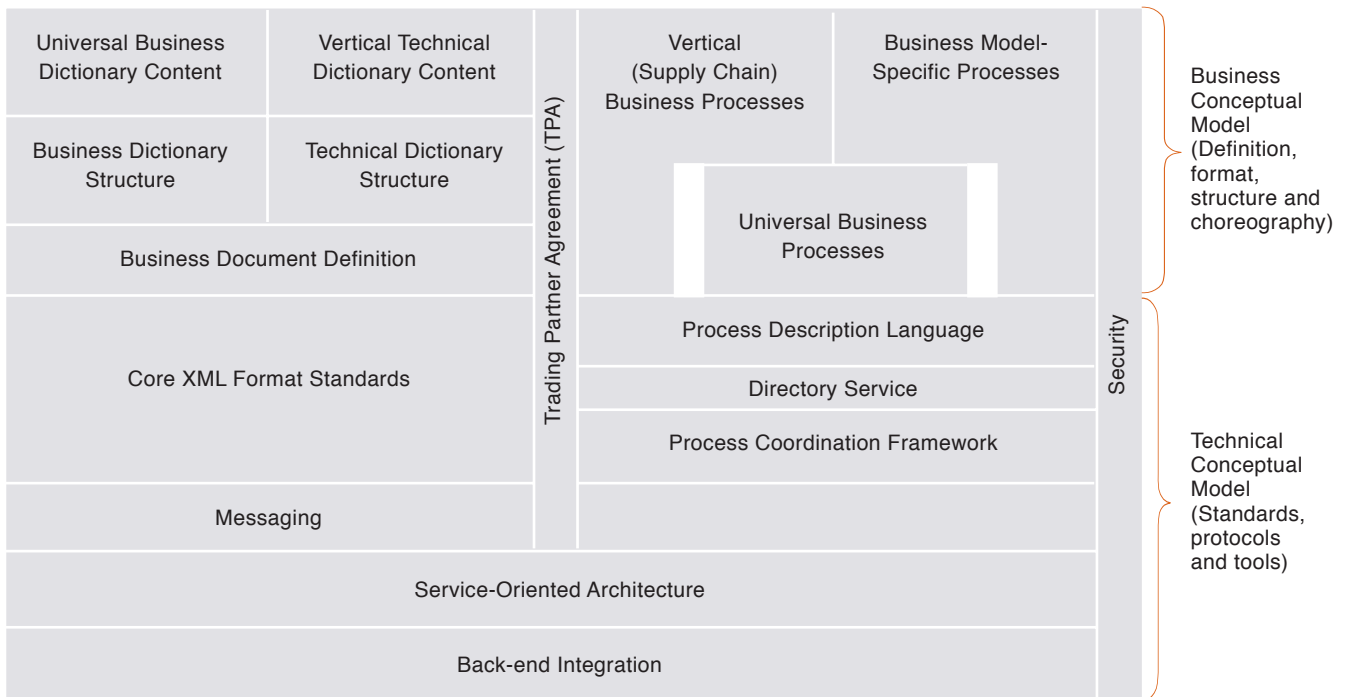 Universal Business
Dictionary Content
Vertical Technical
Dictionary Content
Business Dictionary
Structure
Technical Dictionary
Structure
Business Document Definition
Core XML Format Standards
Messaging
Trading Partner Agreement (TPA)
Vertical
(Supply Chain)
Business Processes
Business Model-
Specific Processes
Universal Business
Processes
Process Description Language
Directory Service
Process Coordination Framework
Service-Oriented Architecture
Back-end Integration
Security
Business
Conceptual
Model
(Definition,
format,
structure and
choreography)
Technical
Conceptual
Model
(Standards,
protocols
and tools)